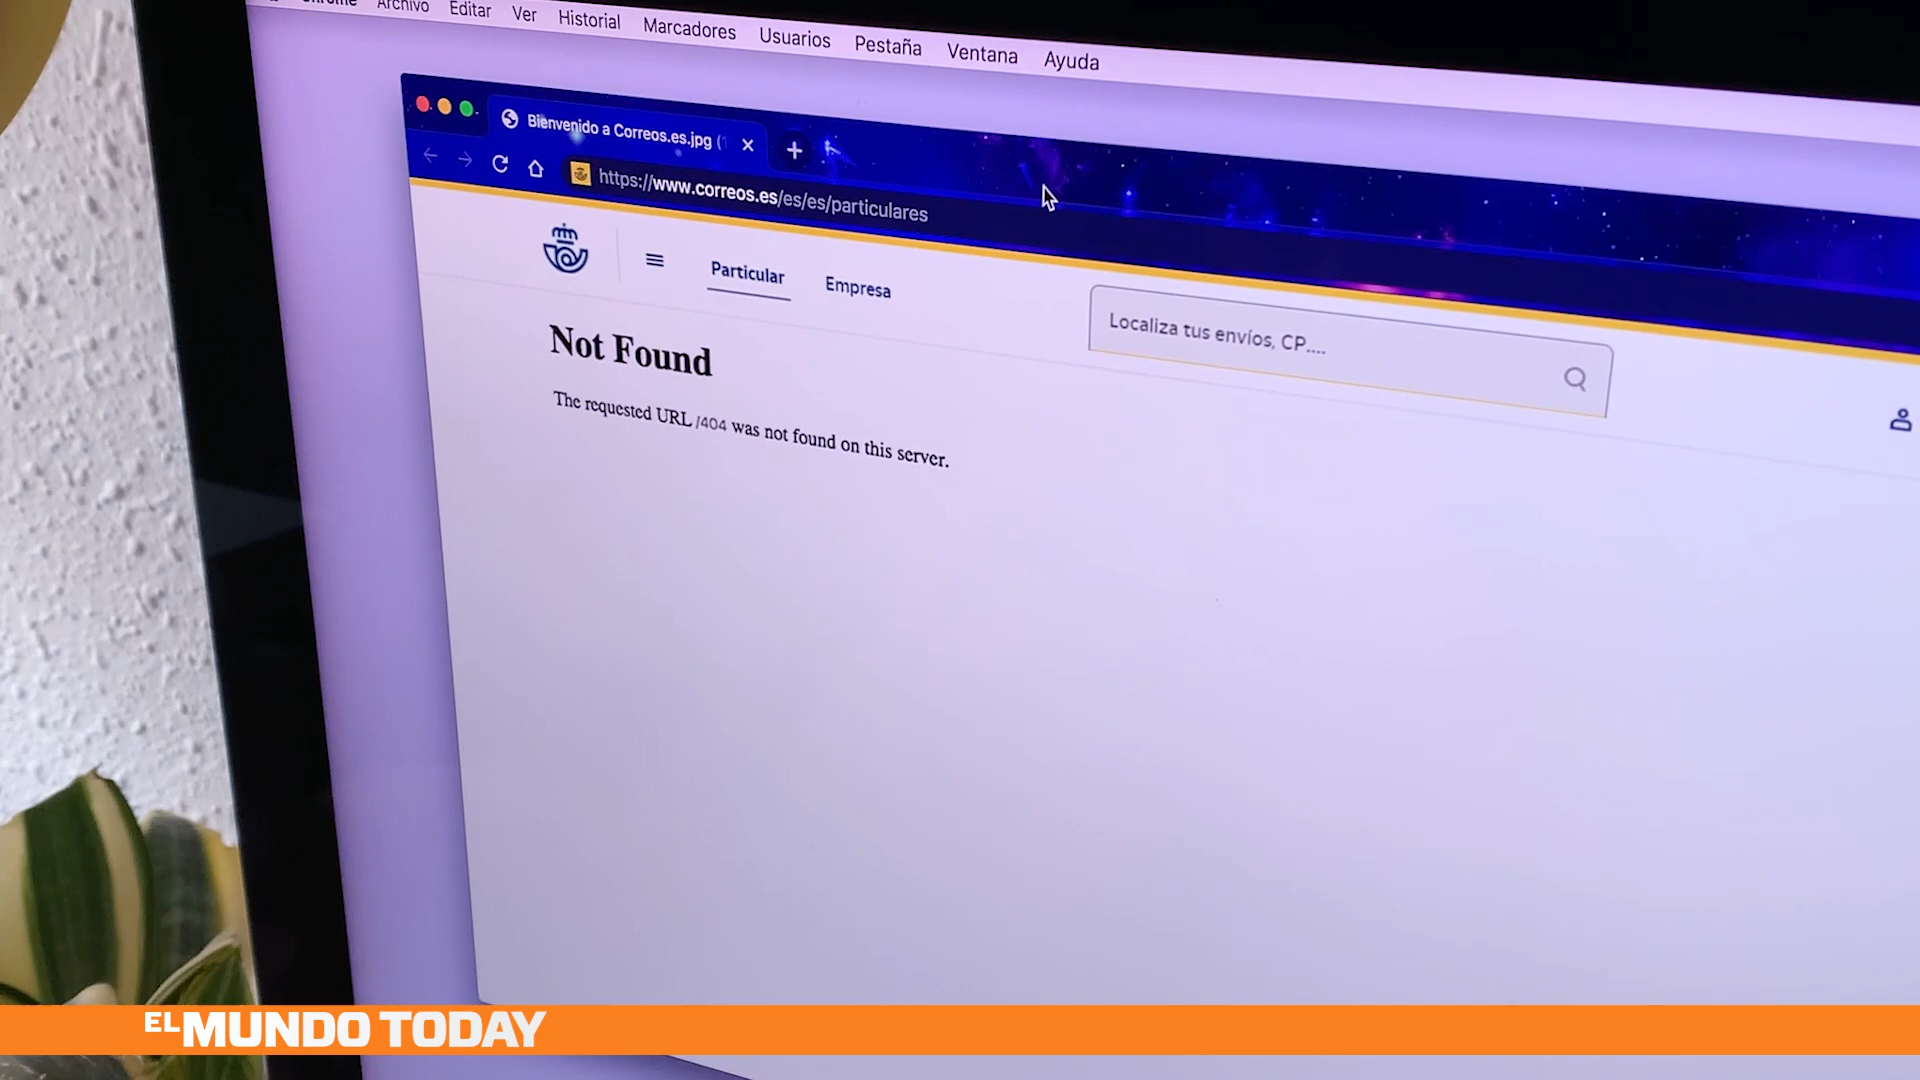 Chrome Archivo Editar Ver Historial Marcadores Usuarios Pestaña Ventana Ayuda
Bienvenido a Correos.es.jpg (
https://www.correos.es/es/es/particulares
Particular Empresa
Localiza tus envíos, CP....
Not Found
The requested URL /404 was not found on this server.
EL MUNDO TODAY